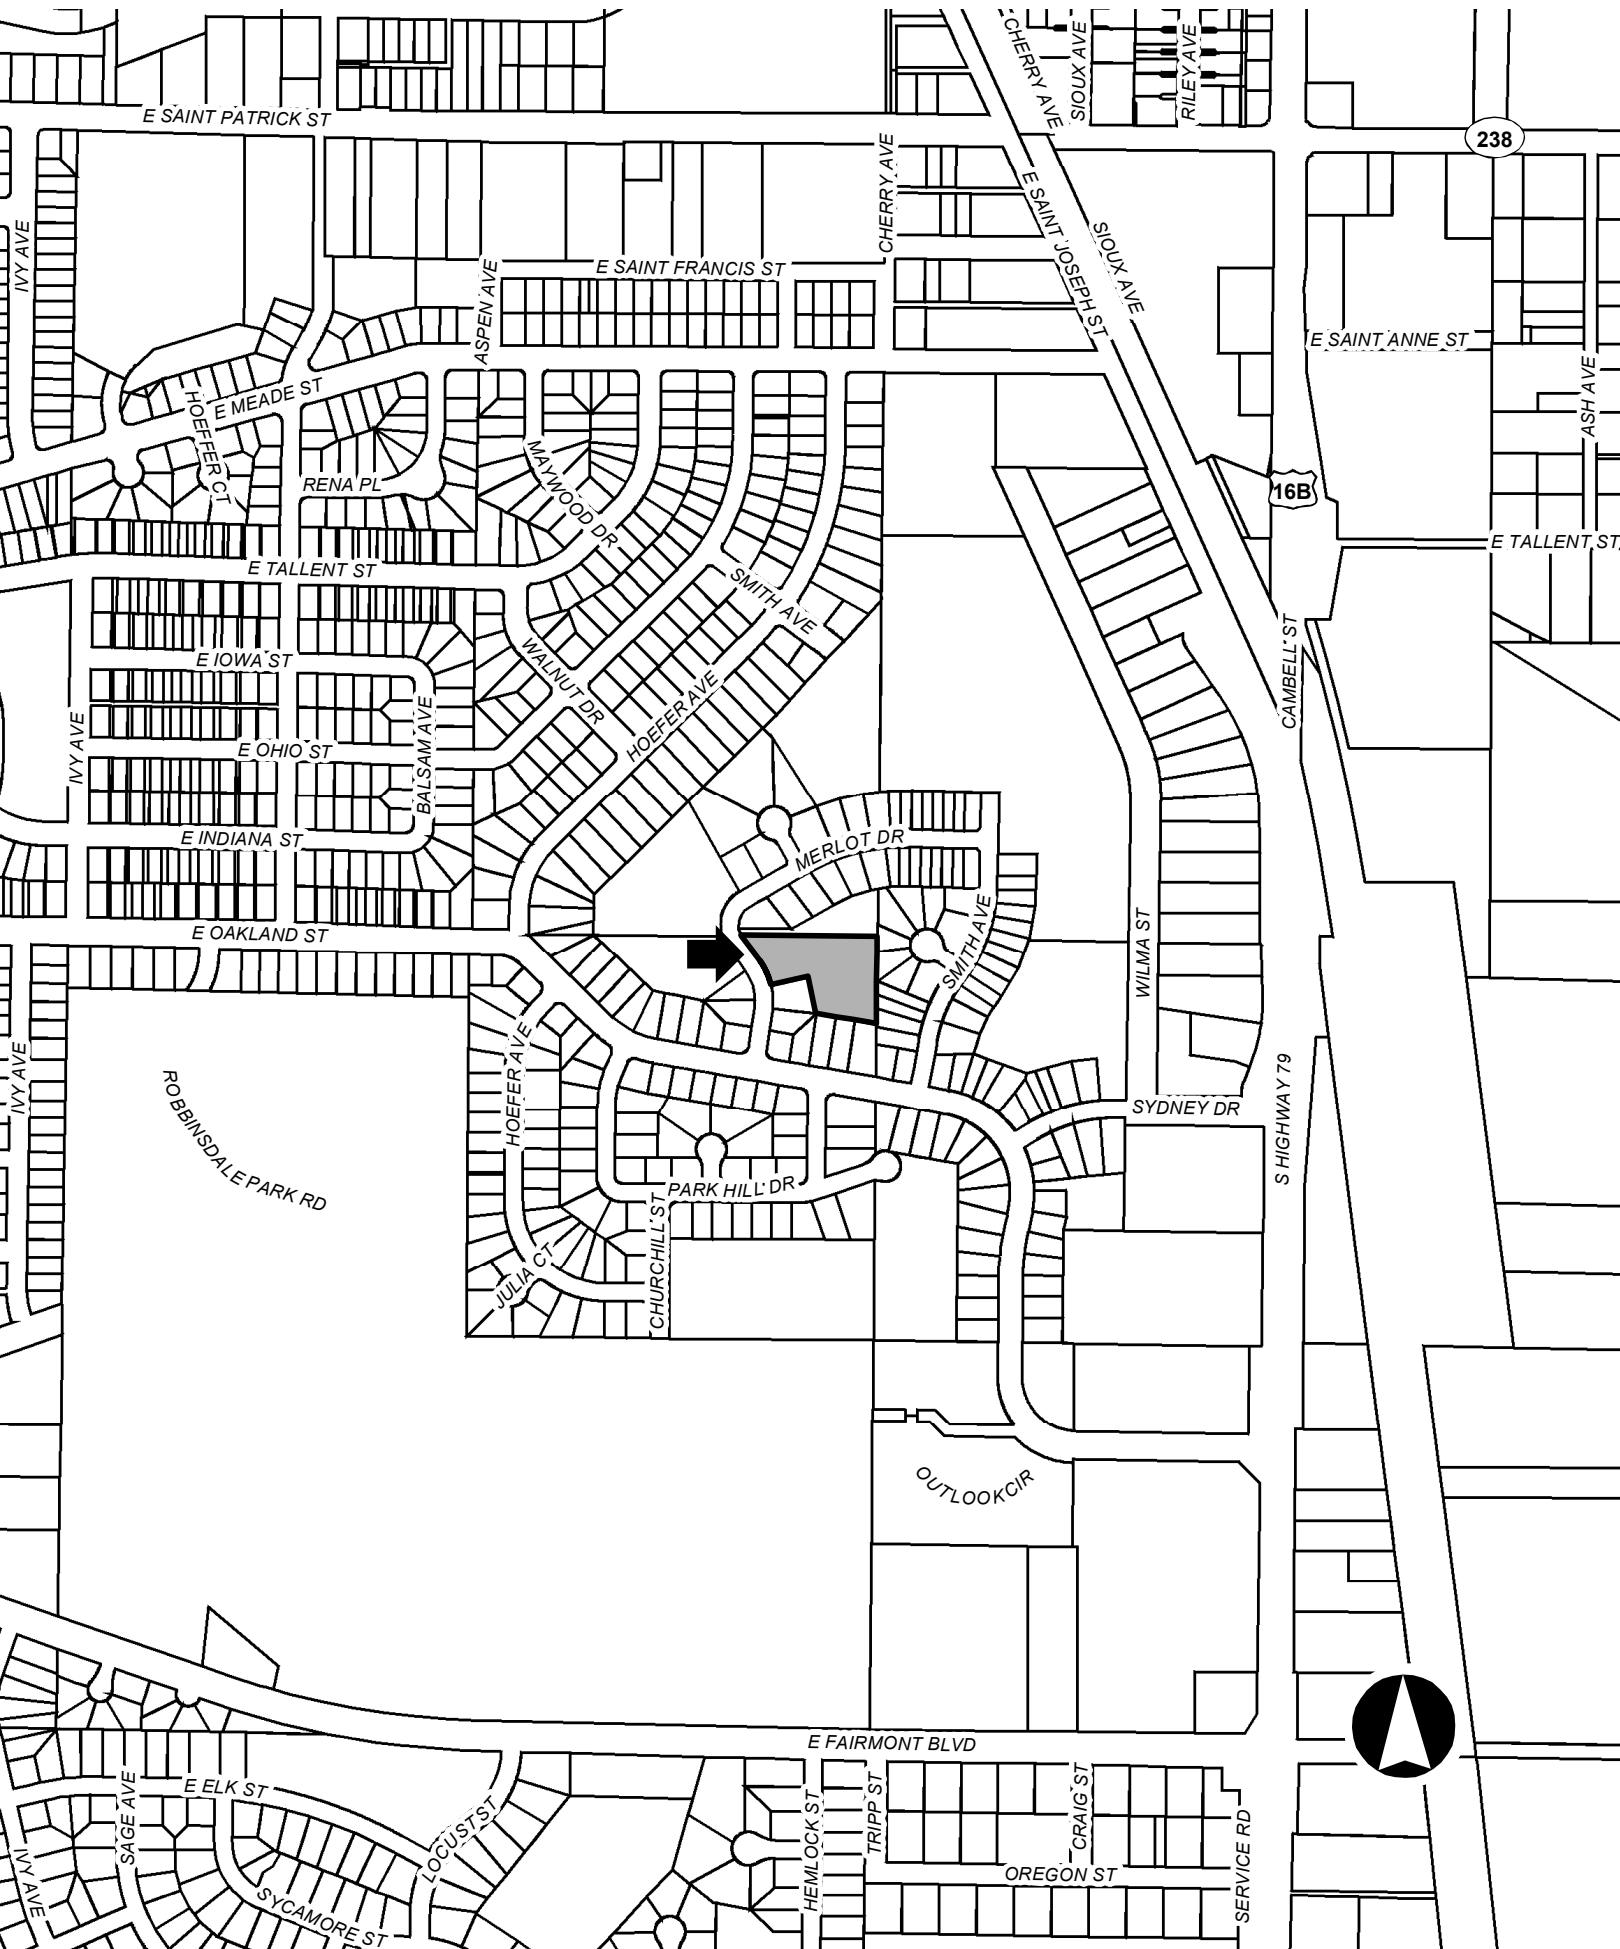 CHERRY AVE
SIOUX AVE
RILEY AVE
E SAINT PATRICK ST
238
CHERRY AVE
IVY AVE
E SAINT JOSEPH ST
SIOUX AVE
E SAINT FRANCIS ST
ASPEN AVE
E SAINT ANNE ST
ASH AVE
E MEADE ST
HOEFFER CT
RENA PL
MAYWOOD DR
16B
E TALLENT ST
E TALLENT ST
SMITH AVE
E IOWA ST
WALNUT DR
CAMBELL ST
HOEFER AVE
IVY AVE
BALSAM AVE
E OHIO ST
E INDIANA ST
MERLOT DR
E OAKLAND ST
SMITH AVE
WILMA ST
IVY AVE
ROBBINSDALE PARK RD
HOEFER AVE
SYDNEY DR
S HIGHWAY 79
PARK HILL DR
CHURCHILL ST
JULIA CT
OUTLOOK CIR
E FAIRMONT BLVD
E ELK ST
SAGE AVE
LOCUST ST
HEMLOCK ST
TRIPP ST
CRAIG ST
SERVICE RD
OREGON ST
IVY AVE
SYCAMORE ST